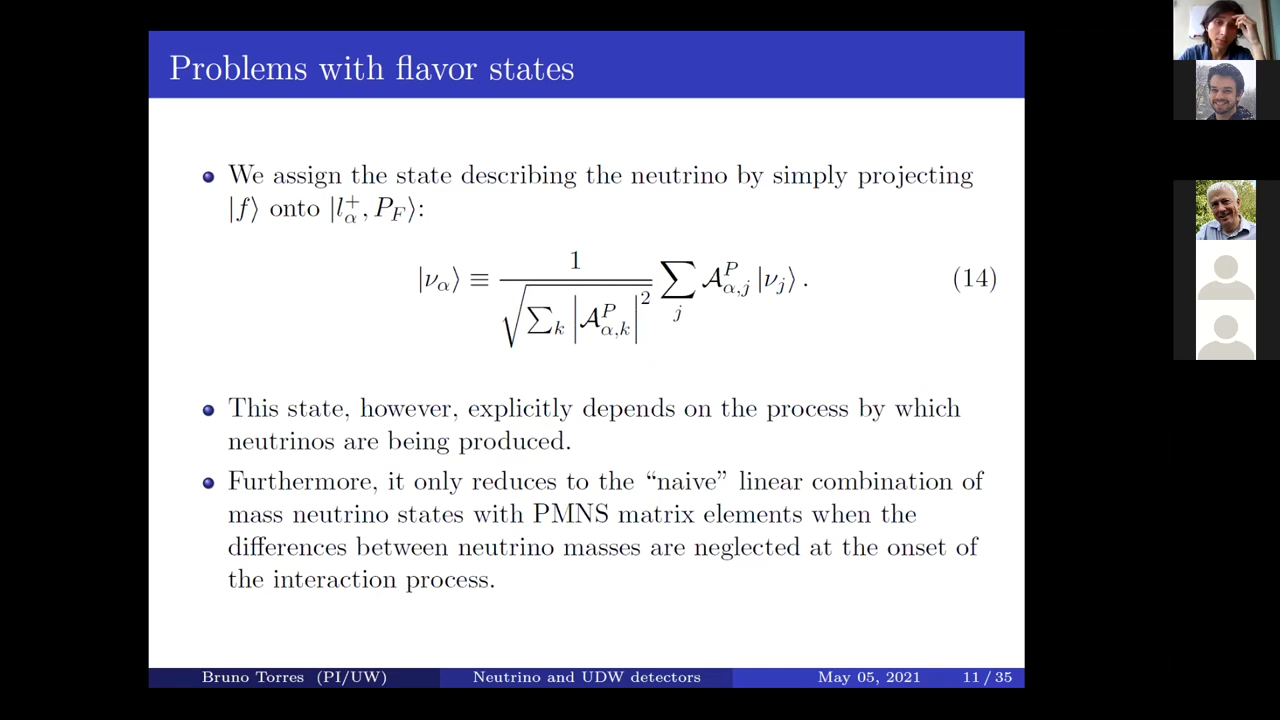 Problems with flavor states
We assign the state describing the neutrino by simply projecting
|f⟩ onto |l_α^+, P_F⟩:
|ν_α⟩ ≡ 1 / √(∑_k |𝒜_{α,k}^P|^2) ∑_j 𝒜_{α,j}^P |ν_j⟩ . (14)
This state, however, explicitly depends on the process by which
neutrinos are being produced.
Furthermore, it only reduces to the “naive” linear combination of
mass neutrino states with PMNS matrix elements when the
differences between neutrino masses are neglected at the onset of
the interaction process.
Bruno Torres (PI/UW) Neutrino and UDW detectors May 05, 2021 11 / 35